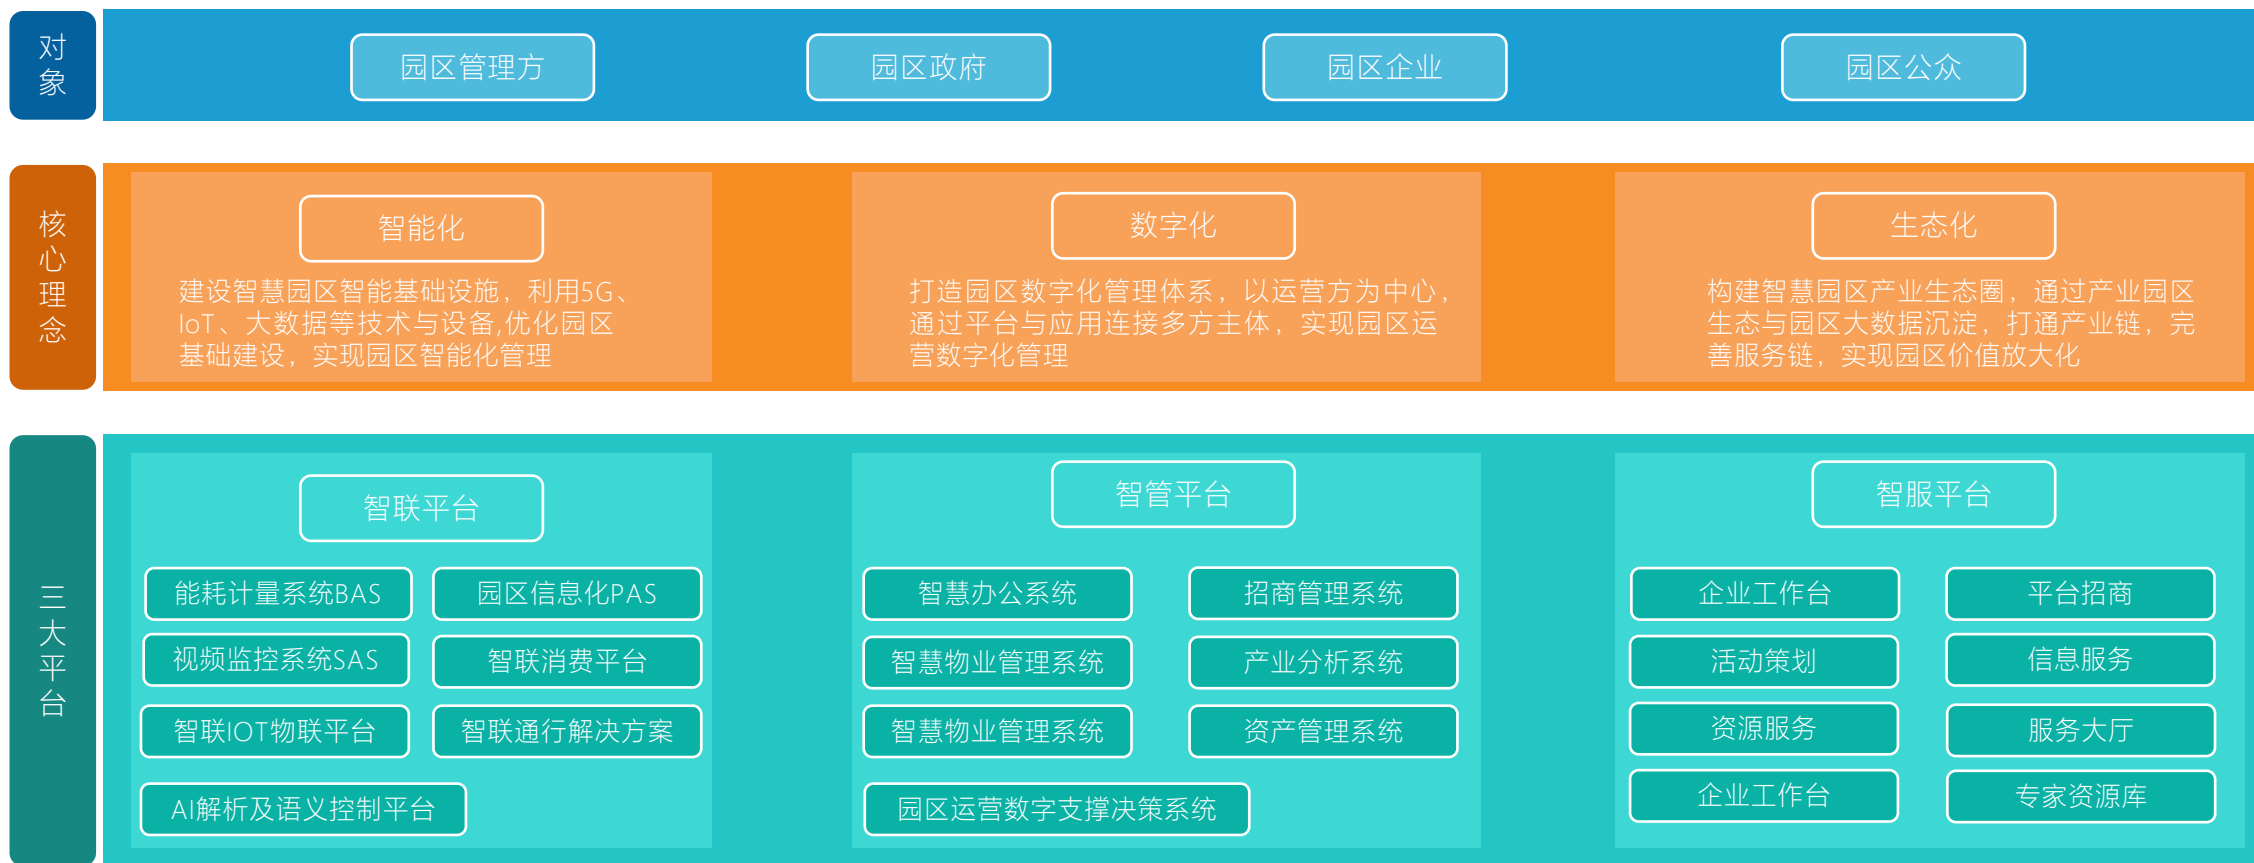 对象
园区管理方
园区政府
园区企业
园区公众
核心理念
智能化
建设智慧园区智能基础设施，利用5G、
IoT、大数据等技术与设备,优化园区
基础建设，实现园区智能化管理
数字化
打造园区数字化管理体系，以运营方为中心，
通过平台与应用连接多方主体，实现园区运
营数字化管理
生态化
构建智慧园区产业生态圈，通过产业园区
生态与园区大数据沉淀，打通产业链，完
善服务链，实现园区价值放大化
三大平台
智联平台
能耗计量系统BAS
园区信息化PAS
视频监控系统SAS
智联消费平台
智联IOT物联平台
智联通行解决方案
AI解析及语义控制平台
智管平台
智慧办公系统
招商管理系统
智慧物业管理系统
产业分析系统
智慧物业管理系统
资产管理系统
园区运营数字支撑决策系统
智服平台
企业工作台
平台招商
活动策划
信息服务
资源服务
服务大厅
企业工作台
专家资源库